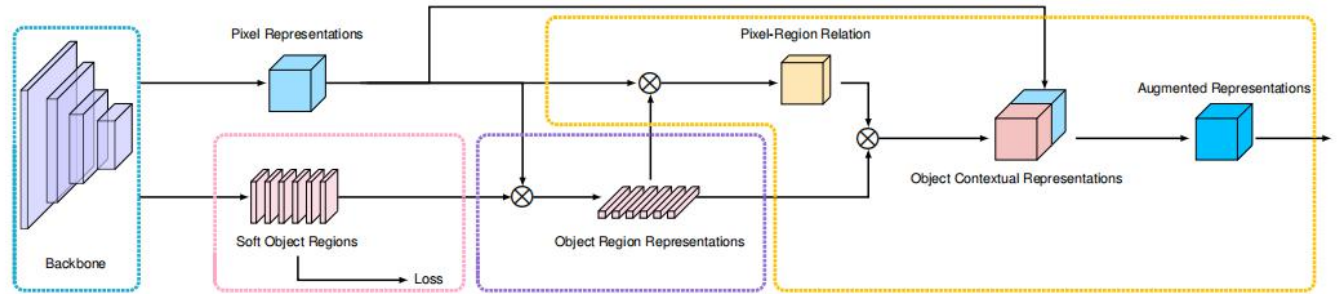 Pixel Representations
Pixel-Region Relation
Augmented Representations
Object Contextual Representations
Soft Object Regions
Object Region Representations
Backbone
Loss